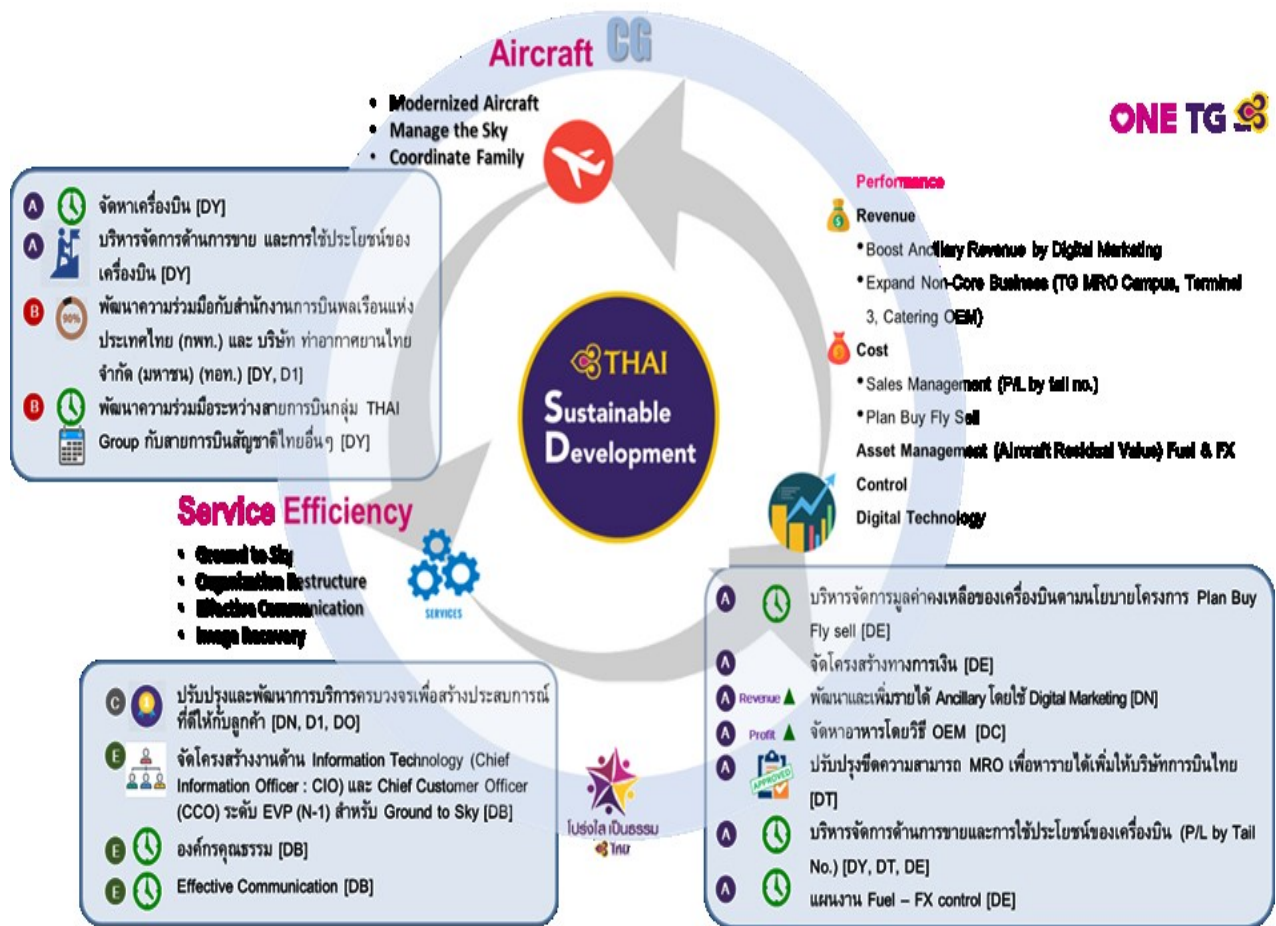 Aircraft CG
• Modernized Aircraft
• Manage the Sky
• Coordinate Family
ONE TG
A จัดหาเครื่องบิน [DY]
A บริหารจัดการด้านการขาย และการใช้ประโยชน์ของ
เครื่องบิน [DY]
B 90% พัฒนาความร่วมมือกับสำนักงานการบินพลเรือนแห่ง
ประเทศไทย (กพท.) และ บริษัท ท่าอากาศยานไทย
จำกัด (มหาชน) (ทอท.) [DY, D1]
B พัฒนาความร่วมมือระหว่างสายการบินกลุ่ม THAI
Group กับสายการบินสัญชาติไทยอื่นๆ [DY]
THAI
Sustainable
Development
Performance
Revenue
•Boost Ancillary Revenue by Digital Marketing
•Expand Non-Core Business (TG MRO Campus, Terminal
3, Catering OEM)
Cost
•Sales Management (P/L by tail no.)
•Plan Buy Fly Sell
Asset Management (Aircraft Residual Value) Fuel & FX
Control
Digital Technology
Service Efficiency
• Ground to Sky
• Organization Restructure
• Effective Communication
• Image Recovery
SERVICES
C ปรับปรุงและพัฒนาการบริการครบวงจรเพื่อสร้างประสบการณ์
ที่ดีให้กับลูกค้า [DN, D1, DO]
E จัดโครงสร้างงานด้าน Information Technology (Chief
Information Officer : CIO) และ Chief Customer Officer
(CCO) ระดับ EVP (N-1) สำหรับ Ground to Sky [DB]
E องค์กรคุณธรรม [DB]
E Effective Communication [DB]
โปร่งใส เป็นธรรม
ไทย
A บริหารจัดการมูลค่าคงเหลือของเครื่องบินตามนโยบายโครงการ Plan Buy
Fly sell [DE]
A จัดโครงสร้างทางการเงิน [DE]
A Revenue ▲ พัฒนาและเพิ่มรายได้ Ancillary โดยใช้ Digital Marketing [DN]
A Profit ▲ จัดหาอาหารโดยวิธี OEM [DC]
A APPROVED ปรับปรุงขีดความสามารถ MRO เพื่อหารายได้เพิ่มให้บริษัทการบินไทย
[DT]
A บริหารจัดการด้านการขายและการใช้ประโยชน์ของเครื่องบิน (P/L by Tail
No.) [DY, DT, DE]
A แผนงาน Fuel – FX control [DE]